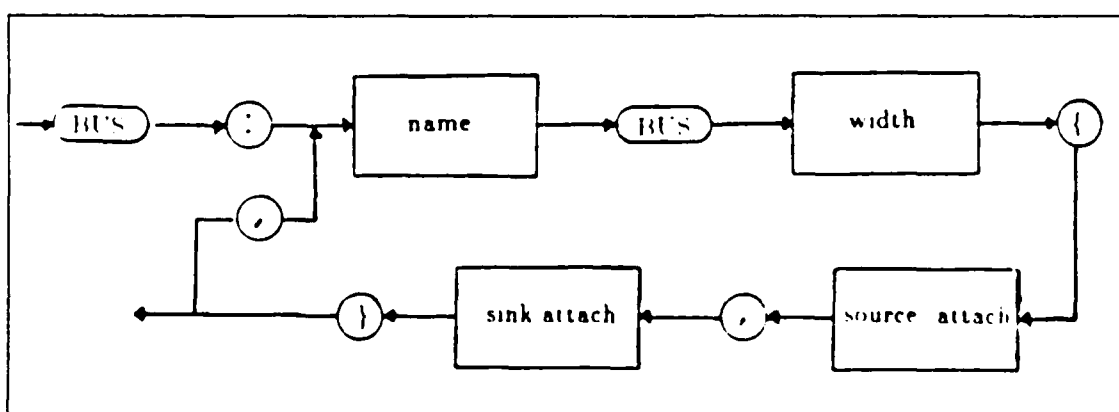 BUS : name BUS width {
,
} sink attach , source attach